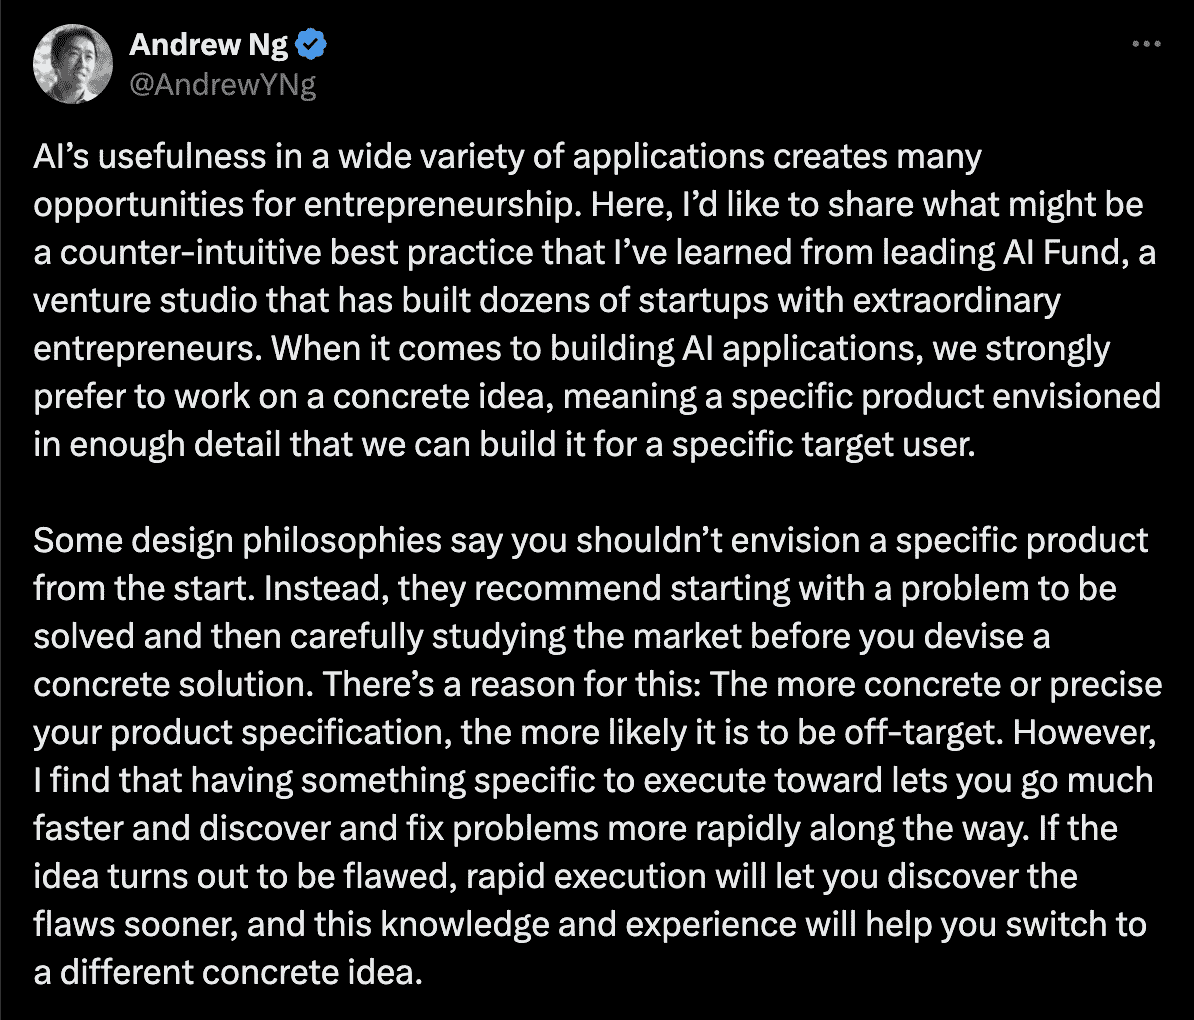 Andrew Ng
@AndrewYNg
AI’s usefulness in a wide variety of applications creates many
opportunities for entrepreneurship. Here, I’d like to share what might be
a counter-intuitive best practice that I’ve learned from leading AI Fund, a
venture studio that has built dozens of startups with extraordinary
entrepreneurs. When it comes to building AI applications, we strongly
prefer to work on a concrete idea, meaning a specific product envisioned
in enough detail that we can build it for a specific target user.
Some design philosophies say you shouldn’t envision a specific product
from the start. Instead, they recommend starting with a problem to be
solved and then carefully studying the market before you devise a
concrete solution. There’s a reason for this: The more concrete or precise
your product specification, the more likely it is to be off-target. However,
I find that having something specific to execute toward lets you go much
faster and discover and fix problems more rapidly along the way. If the
idea turns out to be flawed, rapid execution will let you discover the
flaws sooner, and this knowledge and experience will help you switch to
a different concrete idea.